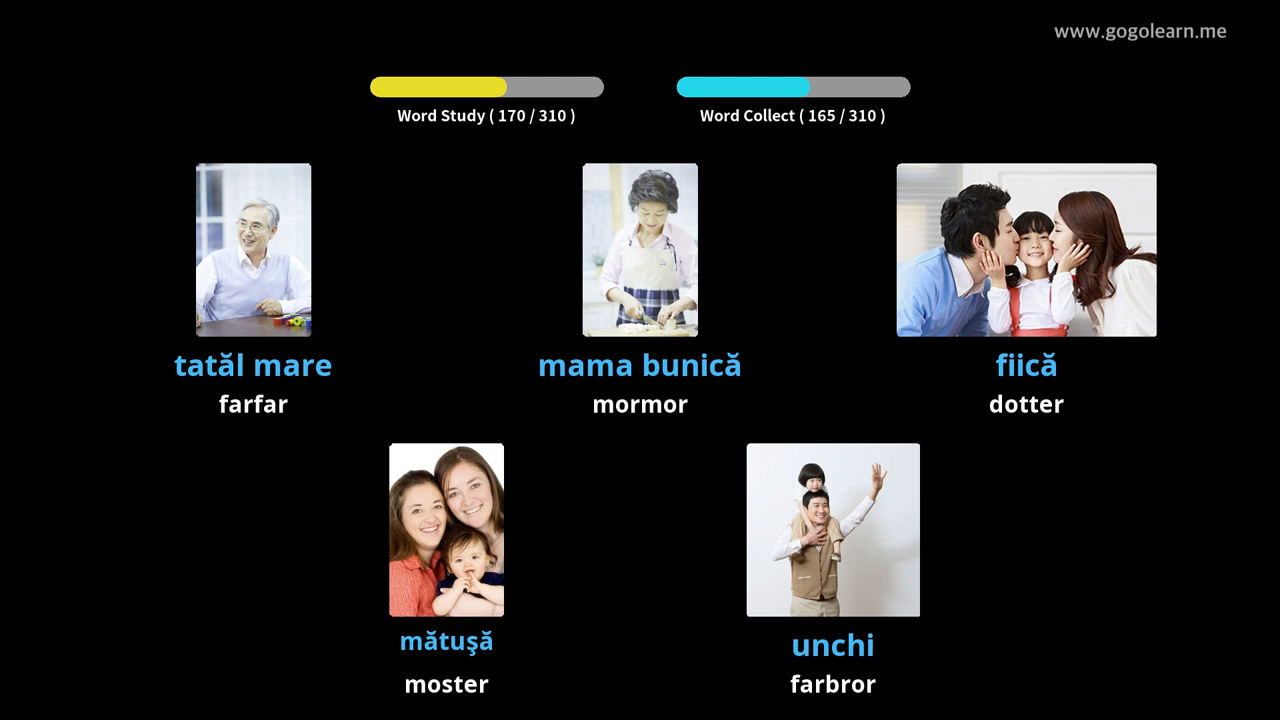 www.gogolearn.me
Word Study ( 170 / 310 )
Word Collect ( 165 / 310 )
tatăl mare
mama bunică
fiică
farfar
mormor
dotter
mătuşă
unchi
moster
farbror